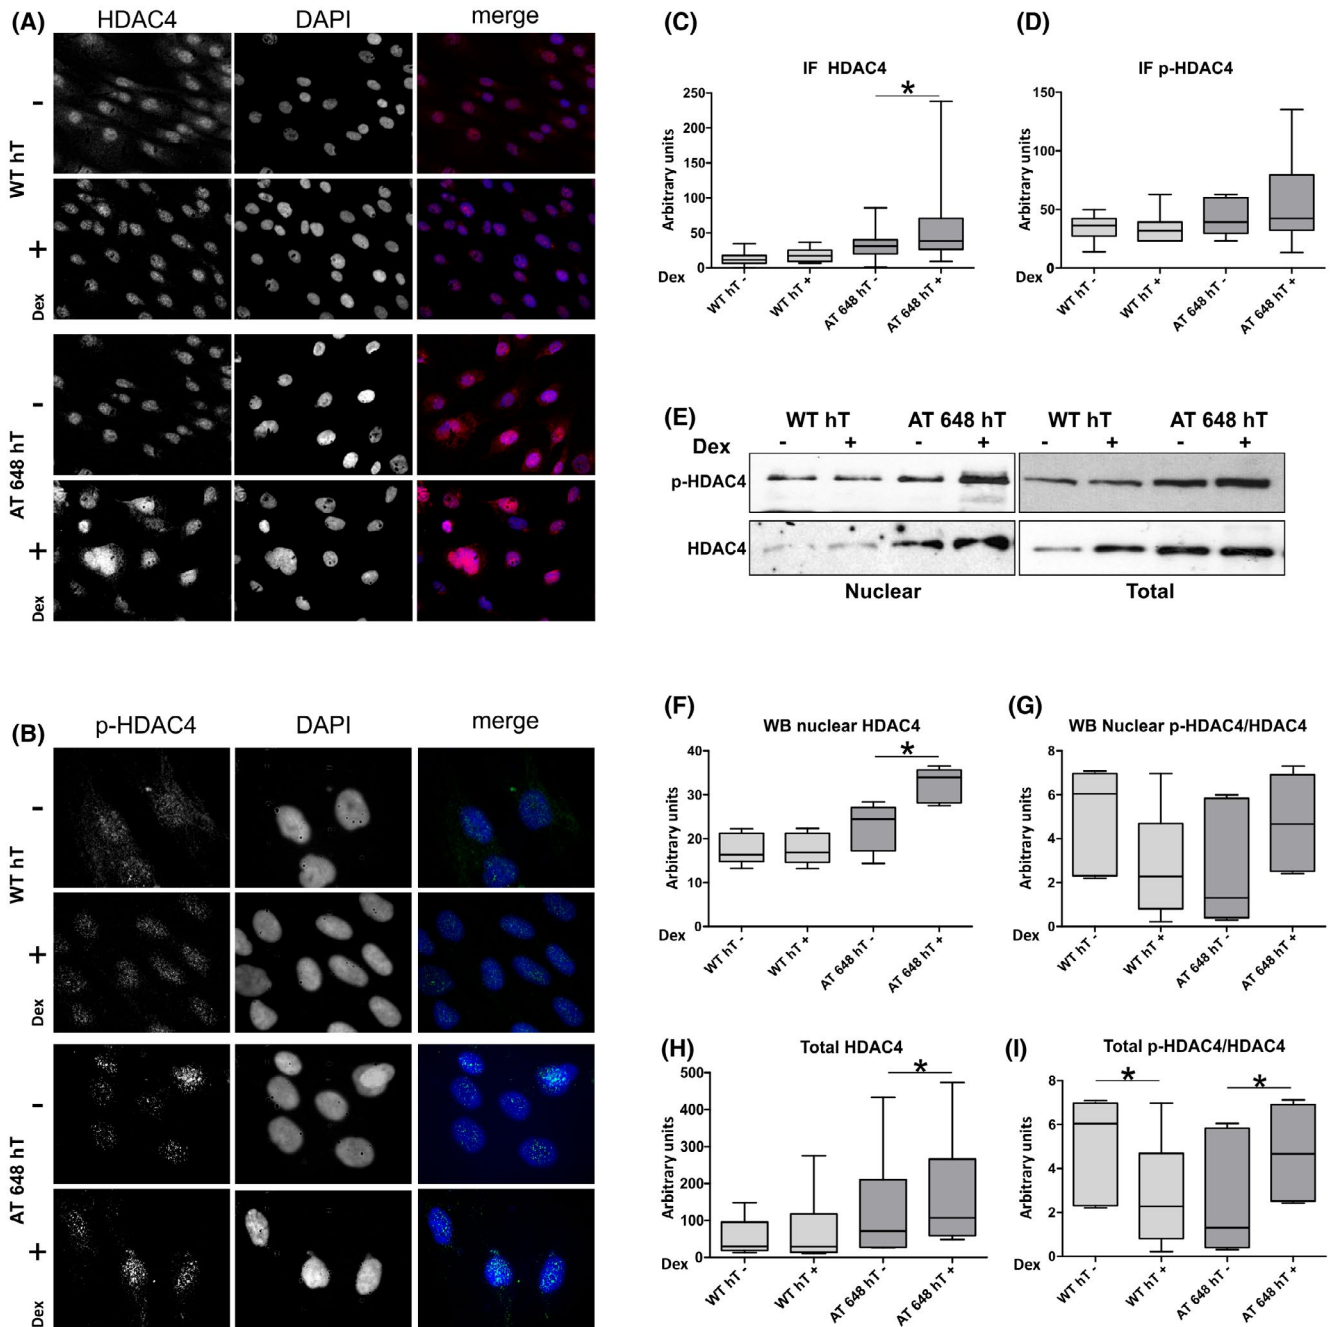 (A) HDAC4 DAPI merge
WT hT
-
+
Dex
AT 648 hT
-
+
Dex
(B) p-HDAC4 DAPI merge
WT hT
-
+
Dex
AT 648 hT
-
+
Dex
(C)
IF HDAC4
*
Arbitrary units
250
200
150
100
50
0
Dex
WT hT -
WT hT +
AT 648 hT -
AT 648 hT +
(D)
IF p-HDAC4
Arbitrary units
150
100
50
0
Dex
WT hT -
WT hT +
AT 648 hT -
AT 648 hT +
(E) WT hT AT 648 hT WT hT AT 648 hT
Dex - + - + - + - +
p-HDAC4
HDAC4
Nuclear Total
(F)
WB nuclear HDAC4
*
Arbitrary units
40
30
20
10
0
Dex
WT hT -
WT hT +
AT 648 hT -
AT 648 hT +
(G)
WB Nuclear p-HDAC4/HDAC4
Arbitrary units
8
6
4
2
0
Dex
WT hT -
WT hT +
AT 648 hT -
AT 648 hT +
(H)
Total HDAC4
*
Arbitrary units
500
400
300
200
100
0
Dex
WT hT -
WT hT +
AT 648 hT -
AT 648 hT +
(I)
Total p-HDAC4/HDAC4
* *
Arbitrary units
8
6
4
2
0
Dex
WT hT -
WT hT +
AT 648 hT -
AT 648 hT +